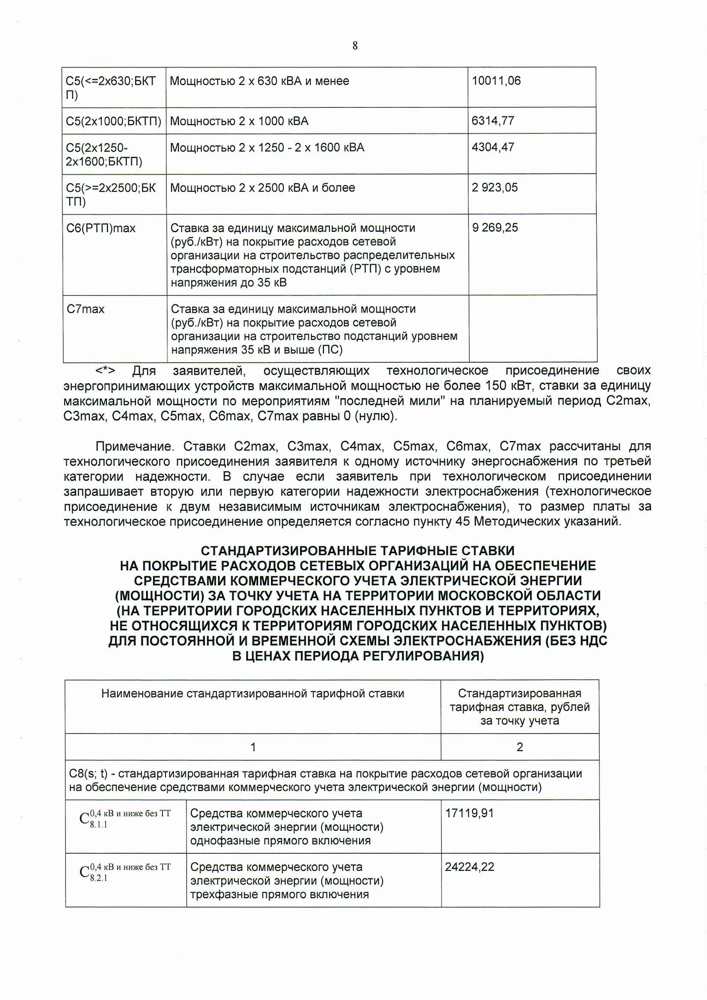 8
С5(<=2х630;БКТ
П)
Мощностью 2 х 630 кВА и менее
10011,06
С5(2х1000;БКТП)
Мощностью 2 х 1000 кВА
6314,77
С5(2х1250-
2х1600;БКТП)
Мощностью 2 х 1250 - 2 х 1600 кВА
4304,47
С5(>=2х2500;БК
ТП)
Мощностью 2 х 2500 кВА и более
2 923,05
С6(РТП)max
Ставка за единицу максимальной мощности
(руб./кВт) на покрытие расходов сетевой
организации на строительство распределительных
трансформаторных подстанций (РТП) с уровнем
напряжения до 35 кВ
9 269,25
С7max
Ставка за единицу максимальной мощности
(руб./кВт) на покрытие расходов сетевой
организации на строительство подстанций уровнем
напряжения 35 кВ и выше (ПС)
<*> Для заявителей, осуществляющих технологическое присоединение своих
энергопринимающих устройств максимальной мощностью не более 150 кВт, ставки за единицу
максимальной мощности по мероприятиям "последней мили" на планируемый период С2max,
С3max, С4max, С5max, С6max, С7max равны 0 (нулю).
Примечание. Ставки С2max, С3max, С4max, С5max, С6max, С7max рассчитаны для
технологического присоединения заявителя к одному источнику энергоснабжения по третьей
категории надежности. В случае если заявитель при технологическом присоединении
запрашивает вторую или первую категории надежности электроснабжения (технологическое
присоединение к двум независимым источникам электроснабжения), то размер платы за
технологическое присоединение определяется согласно пункту 45 Методических указаний.
СТАНДАРТИЗИРОВАННЫЕ ТАРИФНЫЕ СТАВКИ
НА ПОКРЫТИЕ РАСХОДОВ СЕТЕВЫХ ОРГАНИЗАЦИЙ НА ОБЕСПЕЧЕНИЕ
СРЕДСТВАМИ КОММЕРЧЕСКОГО УЧЕТА ЭЛЕКТРИЧЕСКОЙ ЭНЕРГИИ
(МОЩНОСТИ) ЗА ТОЧКУ УЧЕТА НА ТЕРРИТОРИИ МОСКОВСКОЙ ОБЛАСТИ
(НА ТЕРРИТОРИИ ГОРОДСКИХ НАСЕЛЕННЫХ ПУНКТОВ И ТЕРРИТОРИЯХ,
НЕ ОТНОСЯЩИХСЯ К ТЕРРИТОРИЯМ ГОРОДСКИХ НАСЕЛЕННЫХ ПУНКТОВ)
ДЛЯ ПОСТОЯННОЙ И ВРЕМЕННОЙ СХЕМЫ ЭЛЕКТРОСНАБЖЕНИЯ (БЕЗ НДС
В ЦЕНАХ ПЕРИОДА РЕГУЛИРОВАНИЯ)
Наименование стандартизированной тарифной ставки
Стандартизированная
тарифная ставка, рублей
за точку учета
1
2
С8(s; t) - стандартизированная тарифная ставка на покрытие расходов сетевой организации
на обеспечение средствами коммерческого учета электрической энергии (мощности)
С 0,4 кВ и ниже без ТТ
8.1.1
Средства коммерческого учета
электрической энергии (мощности)
однофазные прямого включения
17119,91
С 0,4 кВ и ниже без ТТ
8.2.1
Средства коммерческого учета
электрической энергии (мощности)
трехфазные прямого включения
24224,22